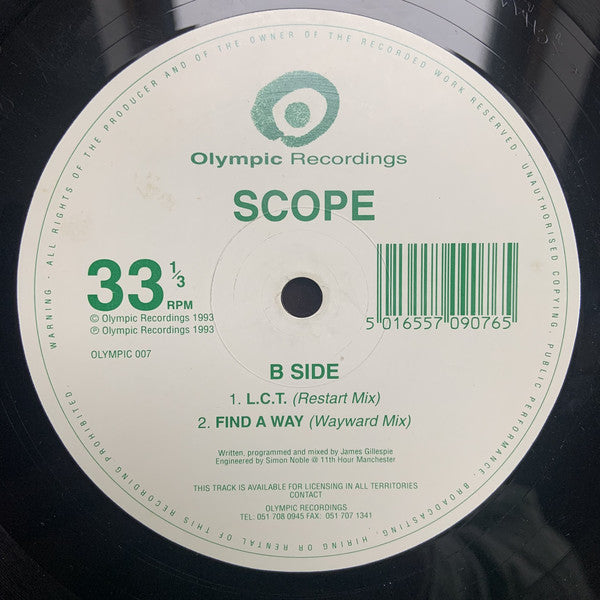 WARNING · ALL RIGHTS OF THE PRODUCER AND OF THE OWNER OF THE RECORDED WORK RESERVED. UNAUTHORISED COPYING, PUBLIC PERFORMANCE, BROADCASTING, HIRING OR RENTAL OF THIS RECORDING PROHIBITED.
Olympic Recordings
SCOPE
33 1/3
RPM
© Olympic Recordings 1993
℗ Olympic Recordings 1993
OLYMPIC 007
5 016557 090765
B SIDE
1. L.C.T. (Restart Mix)
2. FIND A WAY (Wayward Mix)
Written, programmed and mixed by James Gillespie
Engineered by Simon Noble @ 11th Hour Manchester
THIS TRACK IS AVAILABLE FOR LICENSING IN ALL TERRITORIES
CONTACT
OLYMPIC RECORDINGS
TEL: 051 708 0945 FAX: 051 707 1341